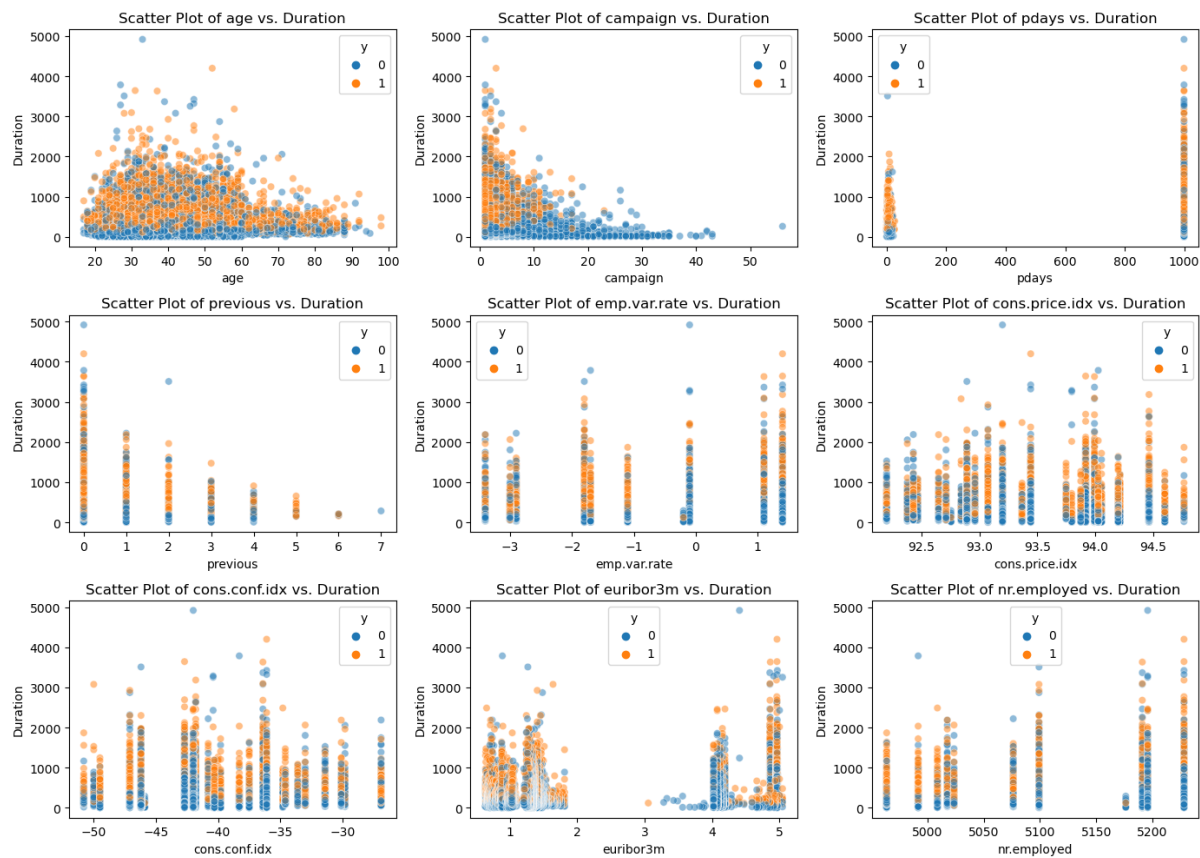 Scatter Plot of age vs. Duration
5000
4000
3000
2000
1000
0
Duration
y
0
1
20 30 40 50 60 70 80 90 100
age
Scatter Plot of campaign vs. Duration
5000
4000
3000
2000
1000
0
Duration
y
0
1
0 10 20 30 40 50
campaign
Scatter Plot of pdays vs. Duration
5000
4000
3000
2000
1000
0
Duration
y
0
1
0 200 400 600 800 1000
pdays
Scatter Plot of previous vs. Duration
5000
4000
3000
2000
1000
0
Duration
y
0
1
0 1 2 3 4 5 6 7
previous
Scatter Plot of emp.var.rate vs. Duration
5000
4000
3000
2000
1000
0
Duration
y
0
1
−3 −2 −1 0 1
emp.var.rate
Scatter Plot of cons.price.idx vs. Duration
5000
4000
3000
2000
1000
0
Duration
y
0
1
92.5 93.0 93.5 94.0 94.5
cons.price.idx
Scatter Plot of cons.conf.idx vs. Duration
5000
4000
3000
2000
1000
0
Duration
y
0
1
−50 −45 −40 −35 −30
cons.conf.idx
Scatter Plot of euribor3m vs. Duration
5000
4000
3000
2000
1000
0
Duration
y
0
1
1 2 3 4 5
euribor3m
Scatter Plot of nr.employed vs. Duration
5000
4000
3000
2000
1000
0
Duration
y
0
1
5000 5050 5100 5150 5200
nr.employed